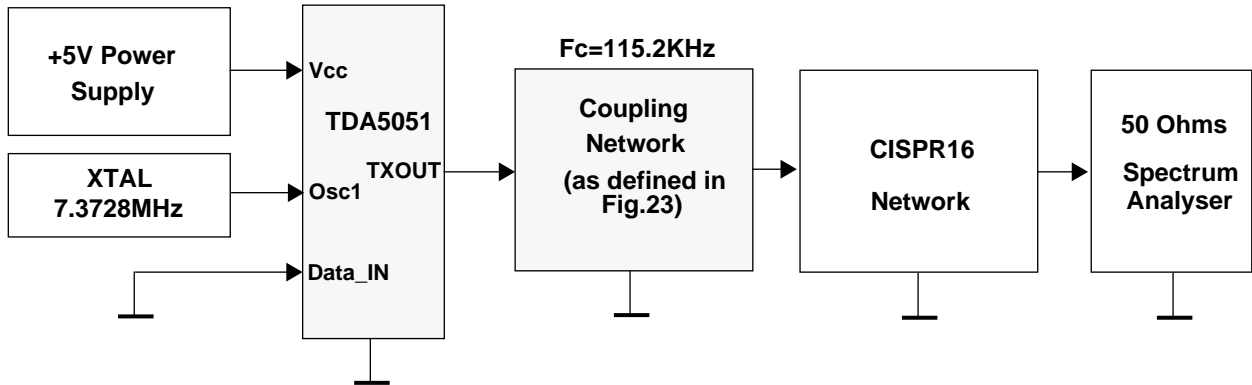 +5V Power
Supply
XTAL
7.3728MHz
Vcc
TDA5051
TXOUT
Osc1
Data_IN
Fc=115.2KHz
Coupling
Network
(as defined in
Fig.23)
CISPR16
Network
50 Ohms
Spectrum
Analyser